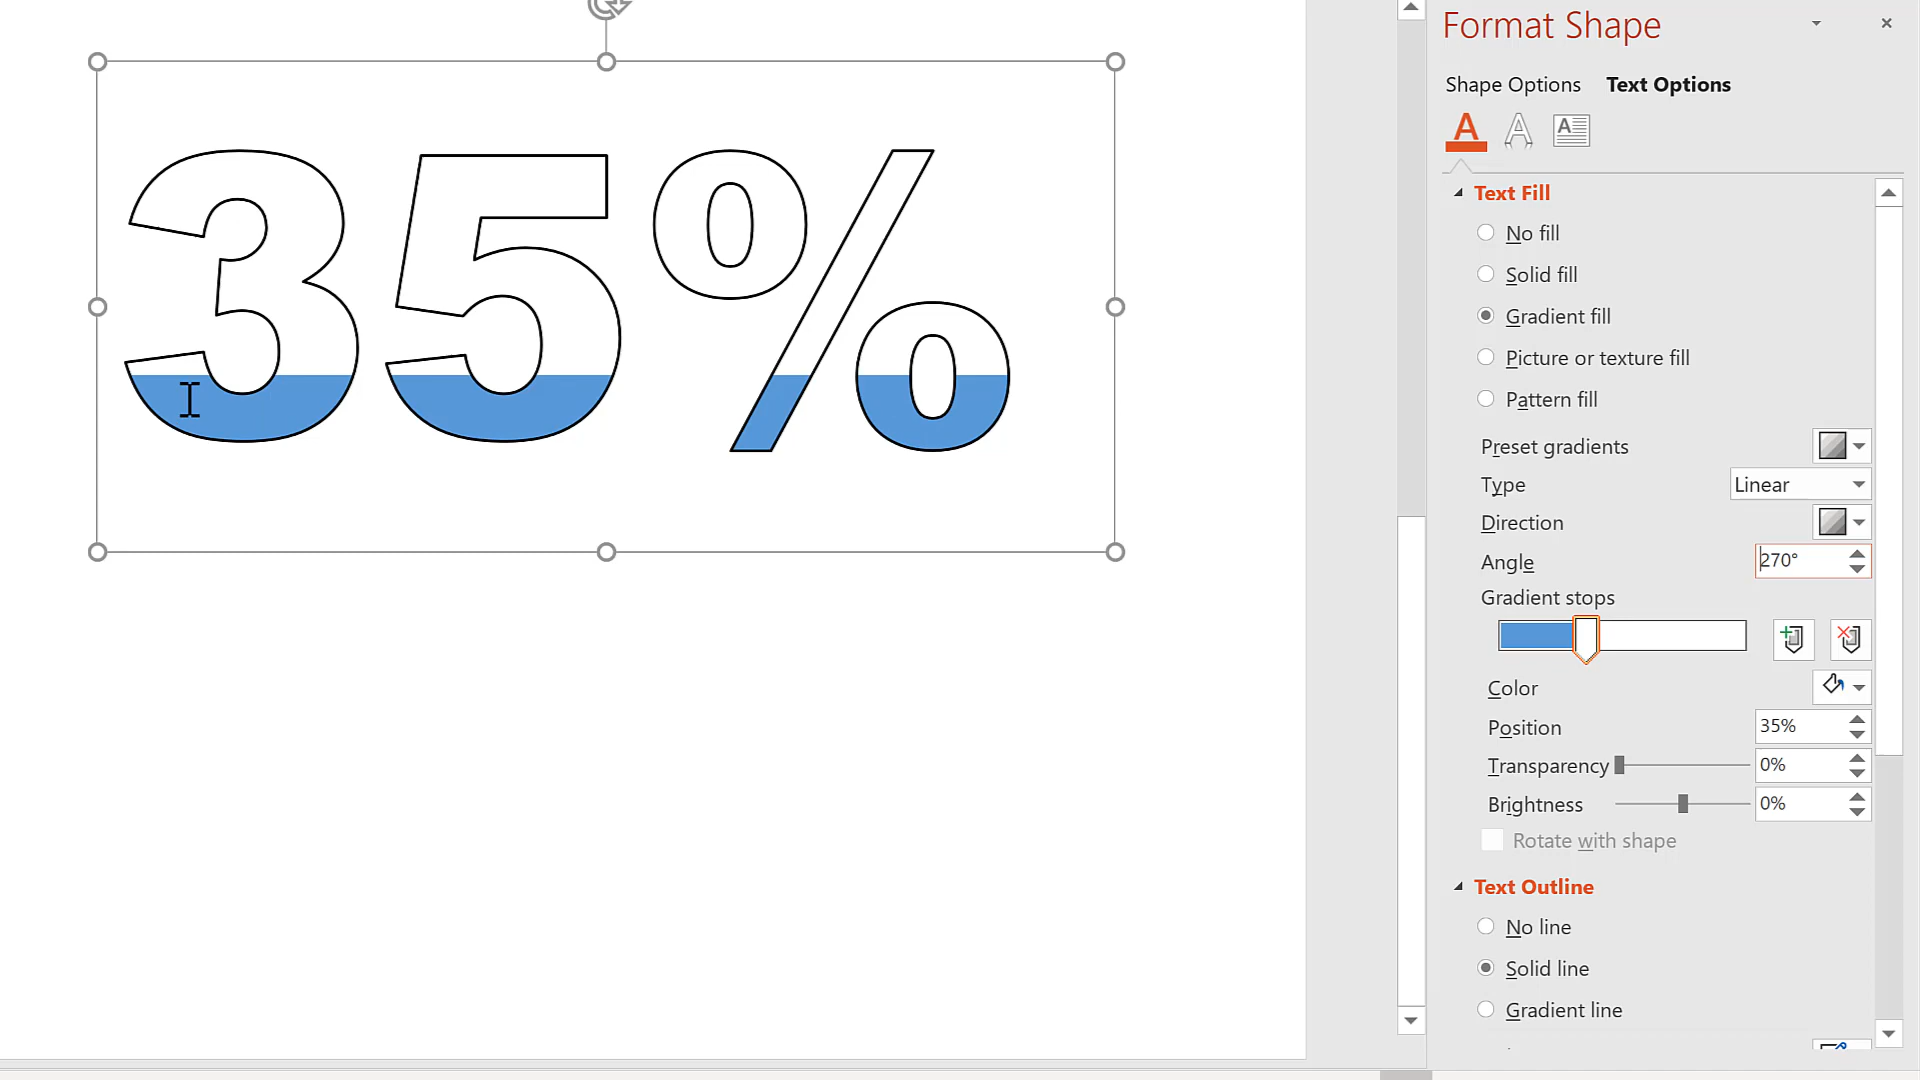 35%
Format Shape
Shape Options Text Options
Text Fill
No fill
Solid fill
Gradient fill
Picture or texture fill
Pattern fill
Preset gradients
Type Linear
Direction
Angle 270°
Gradient stops
Color
Position 35%
Transparency 0%
Brightness 0%
Rotate with shape
Text Outline
No line
Solid line
Gradient line